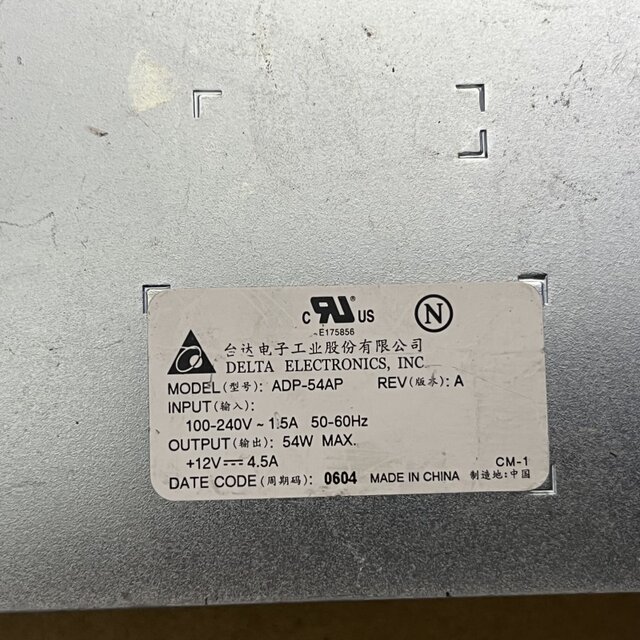 c RU® US
E175856
N
台达电子工业股份有限公司
DELTA ELECTRONICS, INC.
MODEL(型号): ADP-54AP REV(版本): A
INPUT(输入):
100-240V ~ 1.5A 50-60Hz
OUTPUT(输出): 54W MAX.
+12V⎓4.5A
CM-1
DATE CODE(周期码): 0604 MADE IN CHINA 制造地:中国